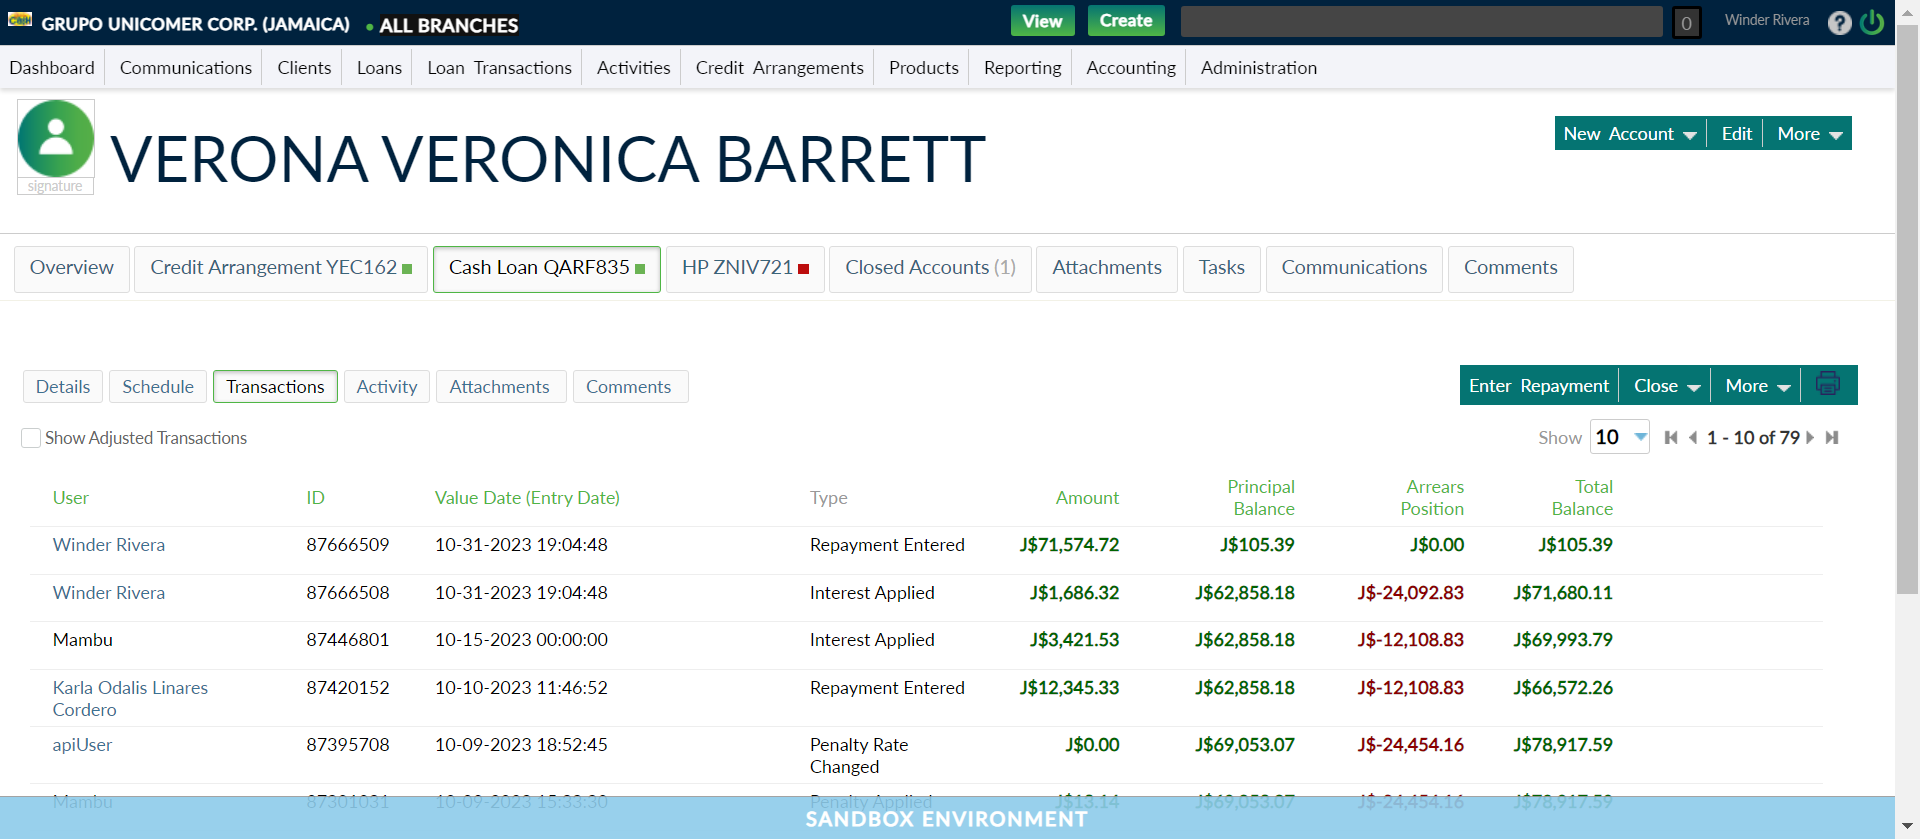 GRUPO UNICOMER CORP. (JAMAICA) • ALL BRANCHES View Create 0 Winder Rivera ?
Dashboard Communications Clients Loans Loan Transactions Activities Credit Arrangements Products Reporting Accounting Administration
signature
VERONA VERONICA BARRETT
New Account Edit More
Overview Credit Arrangement YEC162 Cash Loan QARF835 HP ZNIV721 Closed Accounts (1) Attachments Tasks Communications Comments
Details Schedule Transactions Activity Attachments Comments Enter Repayment Close More
Show Adjusted Transactions Show 10 1 - 10 of 79
User ID Value Date (Entry Date) Type Amount Principal Balance Arrears Position Total Balance
Winder Rivera 87666509 10-31-2023 19:04:48 Repayment Entered J$71,574.72 J$105.39 J$0.00 J$105.39
Winder Rivera 87666508 10-31-2023 19:04:48 Interest Applied J$1,686.32 J$62,858.18 J$-24,092.83 J$71,680.11
Mambu 87446801 10-15-2023 00:00:00 Interest Applied J$3,421.53 J$62,858.18 J$-12,108.83 J$69,993.79
Karla Odalis Linares Cordero 87420152 10-10-2023 11:46:52 Repayment Entered J$12,345.33 J$62,858.18 J$-12,108.83 J$66,572.26
apiUser 87395708 10-09-2023 18:52:45 Penalty Rate Changed J$0.00 J$69,053.07 J$-24,454.16 J$78,917.59
Mambu 87301031 10-09-2023 15:33:30 Penalty Applied J$13.14 J$69,053.07 J$-24,454.16 J$78,917.59
SANDBOX ENVIRONMENT